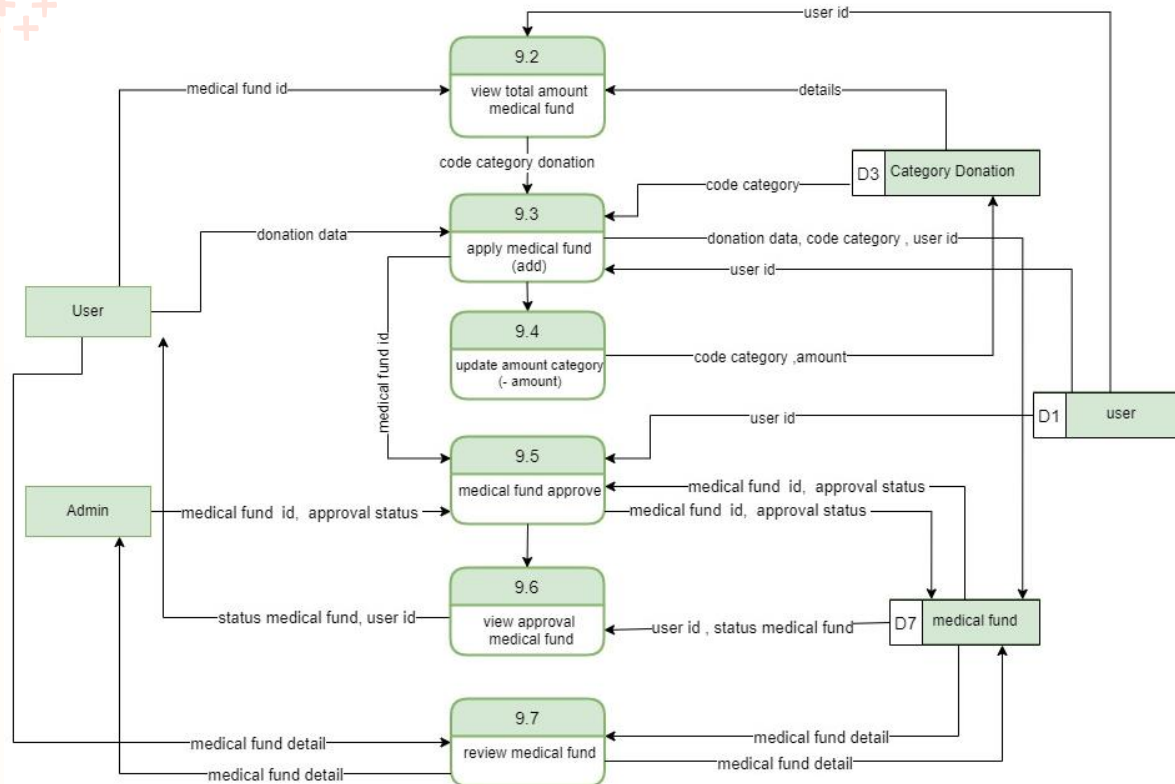 user id
9.2
medical fund id
view total amount
medical fund
details
code category donation
D3
Category Donation
code category
9.3
donation data
donation data, code category , user id
apply medical fund
(add)
user id
User
9.4
medical fund id
update amount category
(- amount)
code category ,amount
D1
user
user id
9.5
medical fund approve
medical fund  id,  approval status
Admin
medical fund  id,  approval status
medical fund  id,  approval status
9.6
view approval
medical fund
status medical fund, user id
user id , status medical fund
D7
medical fund
9.7
review medical fund
medical fund detail
medical fund detail
medical fund detail
medical fund detail